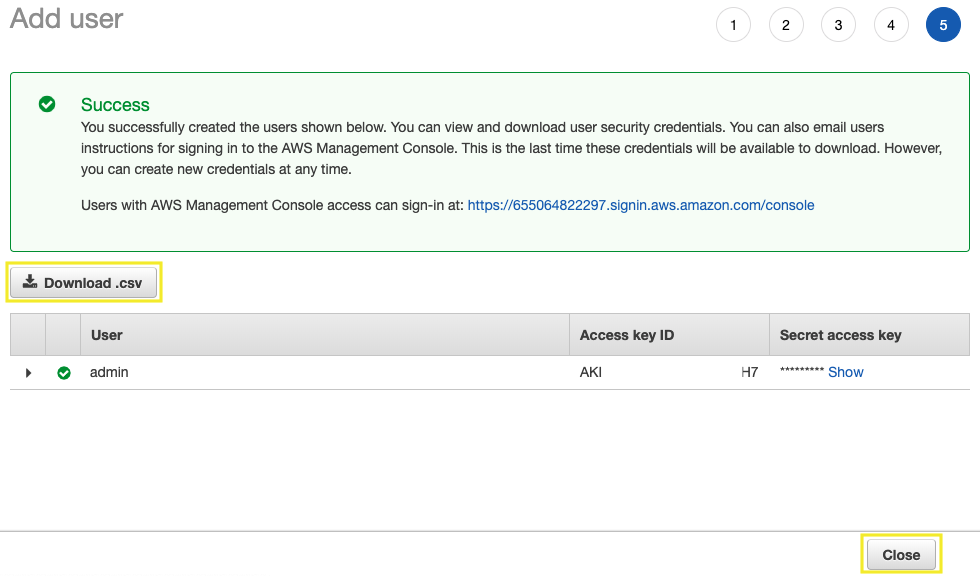 Add user
1 2 3 4 5
Success
You successfully created the users shown below. You can view and download user security credentials. You can also email users
instructions for signing in to the AWS Management Console. This is the last time these credentials will be available to download. However,
you can create new credentials at any time.
Users with AWS Management Console access can sign-in at: https://655064822297.signin.aws.amazon.com/console
Download .csv
User Access key ID Secret access key
admin AKI H7 ********* Show
Close